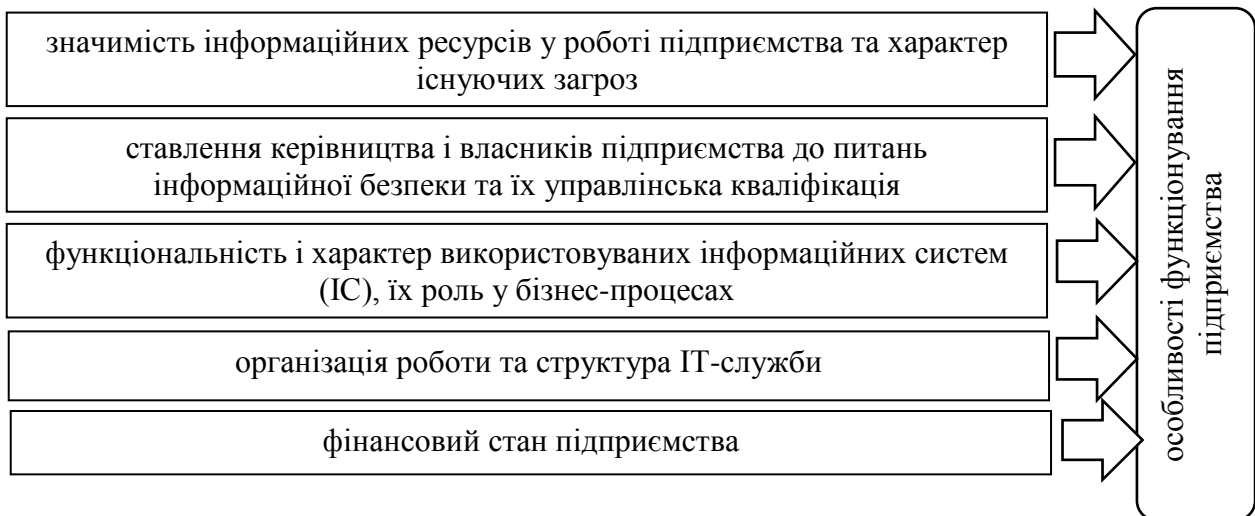 значимість інформаційних ресурсів у роботі підприємства та характер
існуючих загроз
ставлення керівництва і власників підприємства до питань
інформаційної безпеки та їх управлінська кваліфікація
функціональність і характер використовуваних інформаційних систем
(ІС), їх роль у бізнес-процесах
організація роботи та структура ІТ-служби
фінансовий стан підприємства
особливості функціонування
підприємства